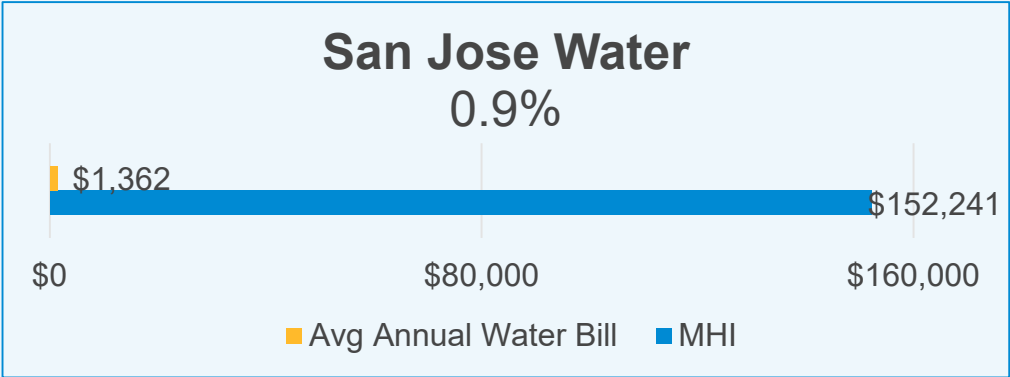 San Jose Water
0.9%
$1,362
$152,241
$0 $80,000 $160,000
Avg Annual Water Bill MHI